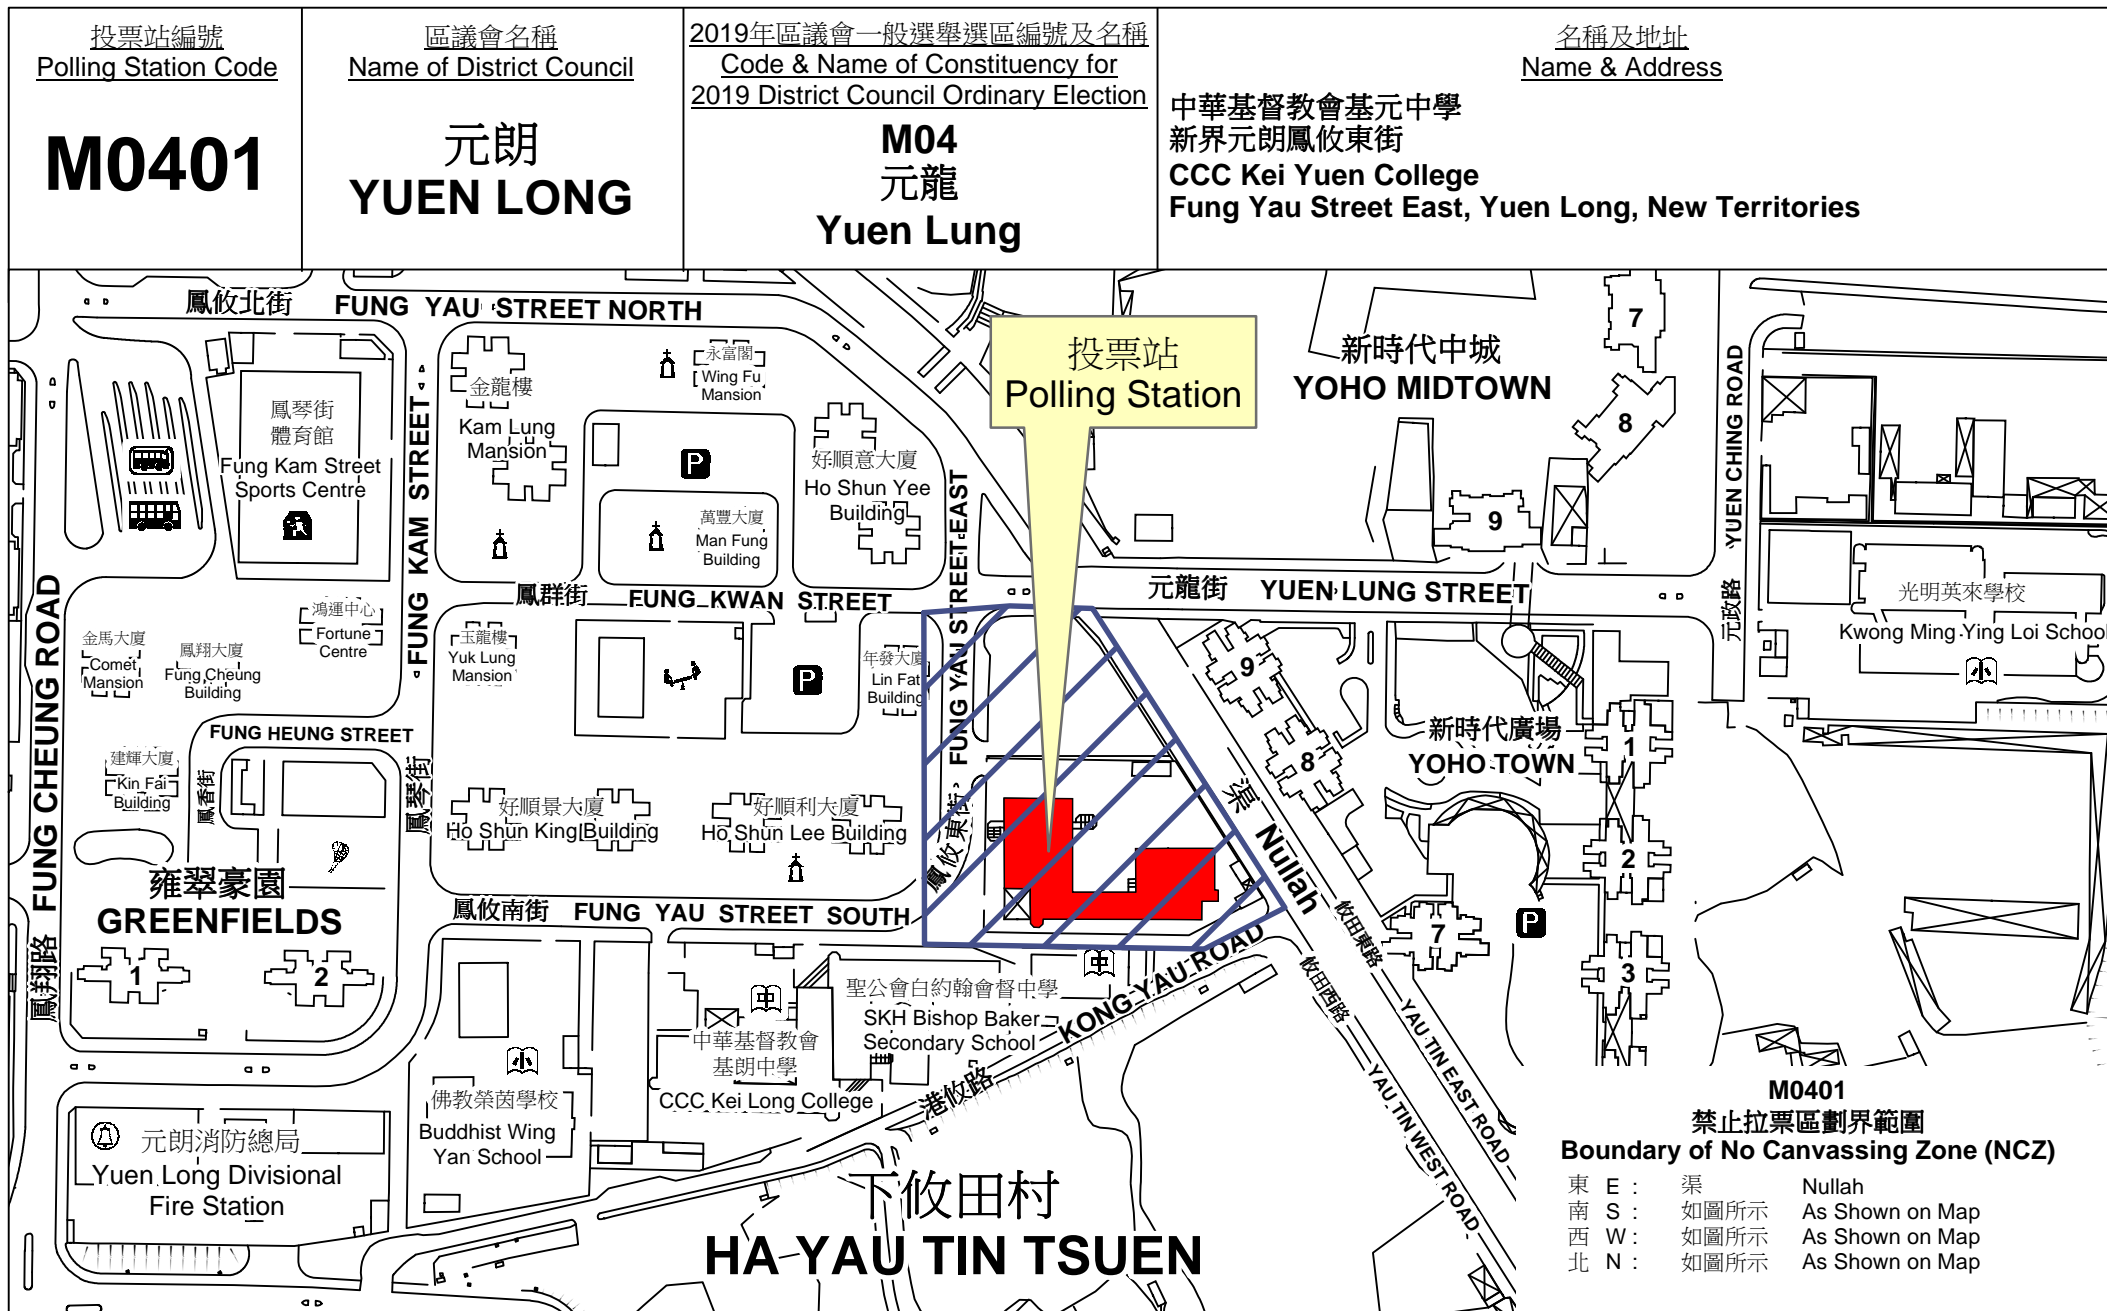 投票站編號
Polling Station Code
M0401
區議會名稱
Name of District Council
元朗
YUEN LONG
2019年區議會一般選舉選區編號及名稱
Code & Name of Constituency for
2019 District Council Ordinary Election
M04
元龍
Yuen Lung
名稱及地址
Name & Address
中華基督教會基元中學
新界元朗鳳攸東街
CCC Kei Yuen College
Fung Yau Street East, Yuen Long, New Territories
鳳攸北街 FUNG YAU STREET NORTH
投票站
Polling Station
新時代中城
YOHO MIDTOWN
7
8
9
鳳琴街
體育館
Fung Kam Street
Sports Centre
金龍樓
Kam Lung
Mansion
永富閣
Wing Fu
Mansion
好順意大廈
Ho Shun Yee
Building
萬豐大廈
Man Fung
Building
P
FUNG KAM STREET
鳳琴街
FUNG YAU STREET EAST
鳳攸東街
YUEN CHING ROAD
元政路
鳳群街 FUNG KWAN STREET
元龍街 YUEN LUNG STREET
光明英來學校
Kwong Ming Ying Loi School
小
FUNG CHEUNG ROAD
鳳翔路
金馬大廈
Comet
Mansion
鳳翔大廈
Fung Cheung
Building
鴻運中心
Fortune
Centre
玉龍樓
Yuk Lung
Mansion
P
年發大廈
Lin Fat
Building
FUNG YAU STREET EAST
FUNG HEUNG STREET
鳳香街
建輝大廈
Kin Fai
Building
好順景大廈
Ho Shun King Building
好順利大廈
Ho Shun Lee Building
9
8
新時代廣場
YOHO TOWN
1
2
3
7
P
渠 Nullah
雍翠豪園
GREENFIELDS
1
2
鳳攸南街 FUNG YAU STREET SOUTH
攸田東路 YAU TIN EAST ROAD
攸田西路 YAU TIN WEST ROAD
港攸路 KONG YAU ROAD
中
聖公會白約翰會督中學
SKH Bishop Baker
Secondary School
中
中華基督教會
基朗中學
CCC Kei Long College
小
佛教榮茵學校
Buddhist Wing
Yan School
元朗消防總局
Yuen Long Divisional
Fire Station
下攸田村
HA YAU TIN TSUEN
M0401
禁止拉票區劃界範圍
Boundary of No Canvassing Zone (NCZ)
東 E : 渠 Nullah
南 S : 如圖所示 As Shown on Map
西 W : 如圖所示 As Shown on Map
北 N : 如圖所示 As Shown on Map